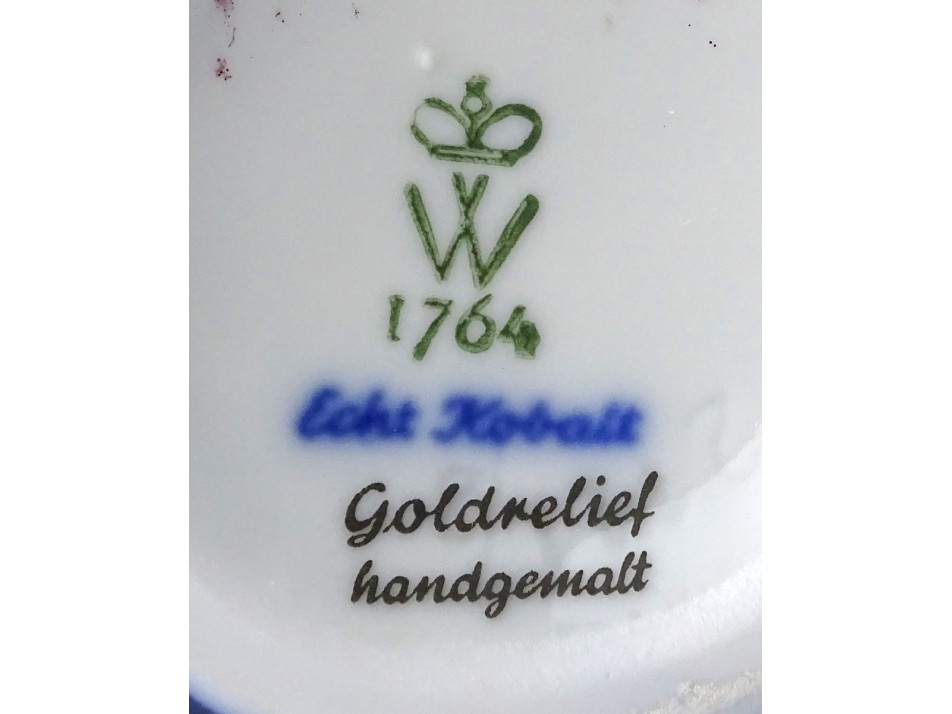 W
1764
Echt Kobalt
Goldrelief
handgemalt